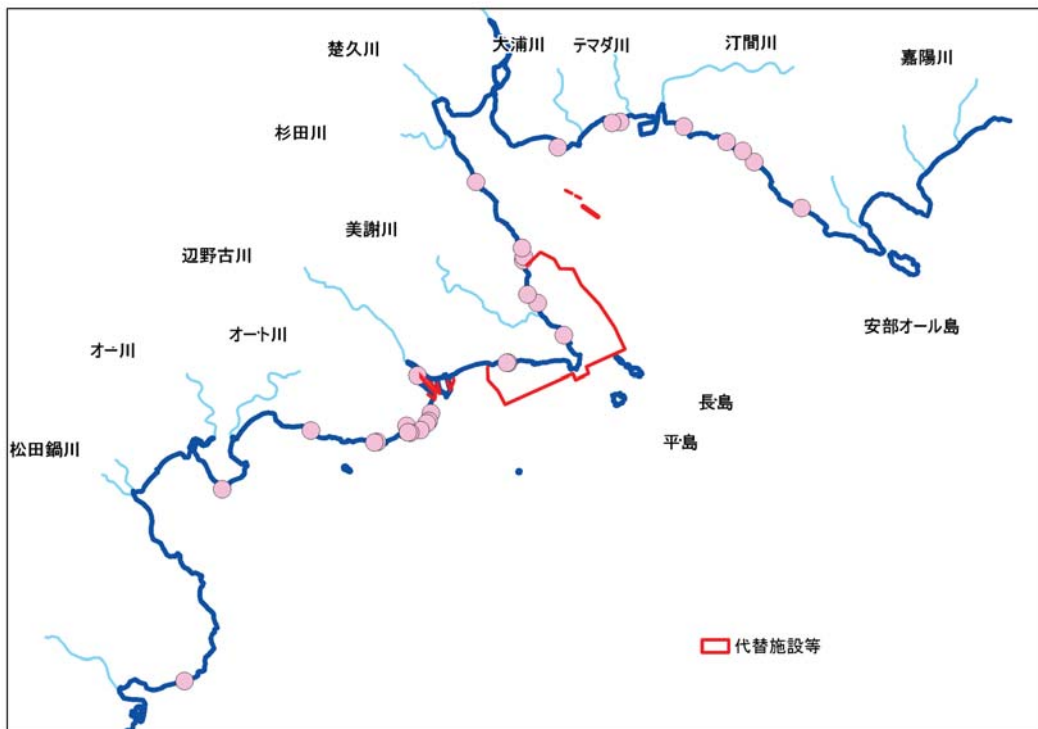 楚久川
大浦川
テマダ川
汀間川
嘉陽川
杉田川
美謝川
辺野古川
オー川
オート川
安部オール島
長島
平島
松田鍋川
代替施設等